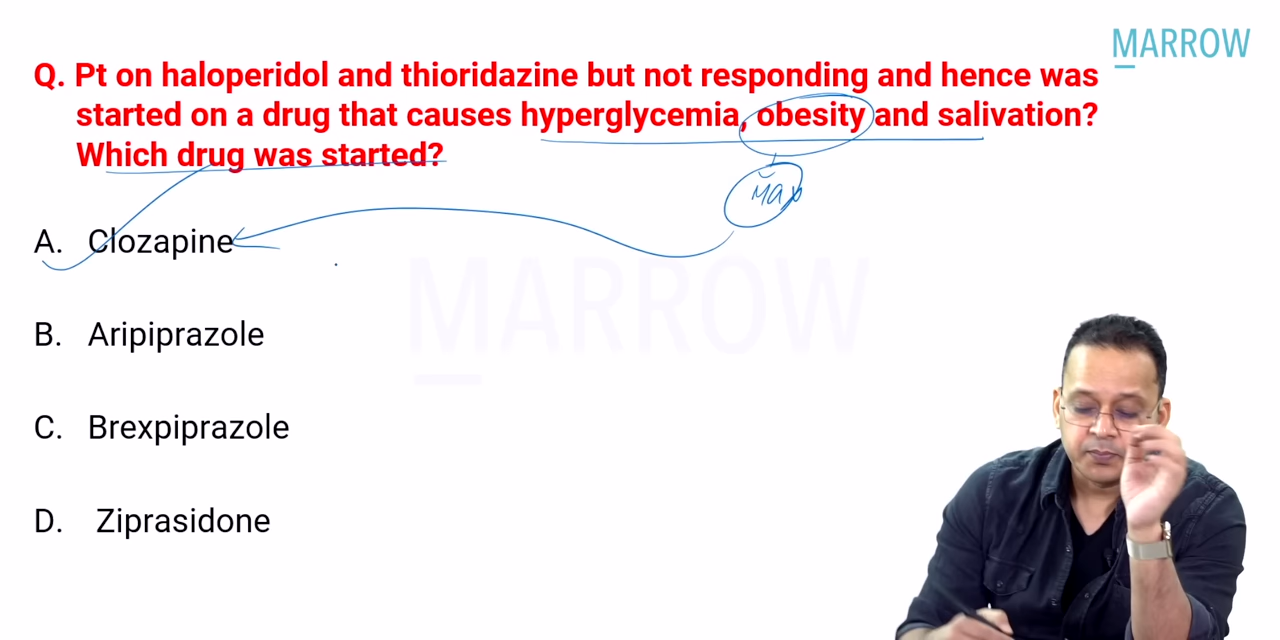 MARROW
Q. Pt on haloperidol and thioridazine but not responding and hence was
started on a drug that causes hyperglycemia, obesity and salivation?
Which drug was started?
Max
A. Clozapine
MARROW
B. Aripiprazole
C. Brexpiprazole
D. Ziprasidone